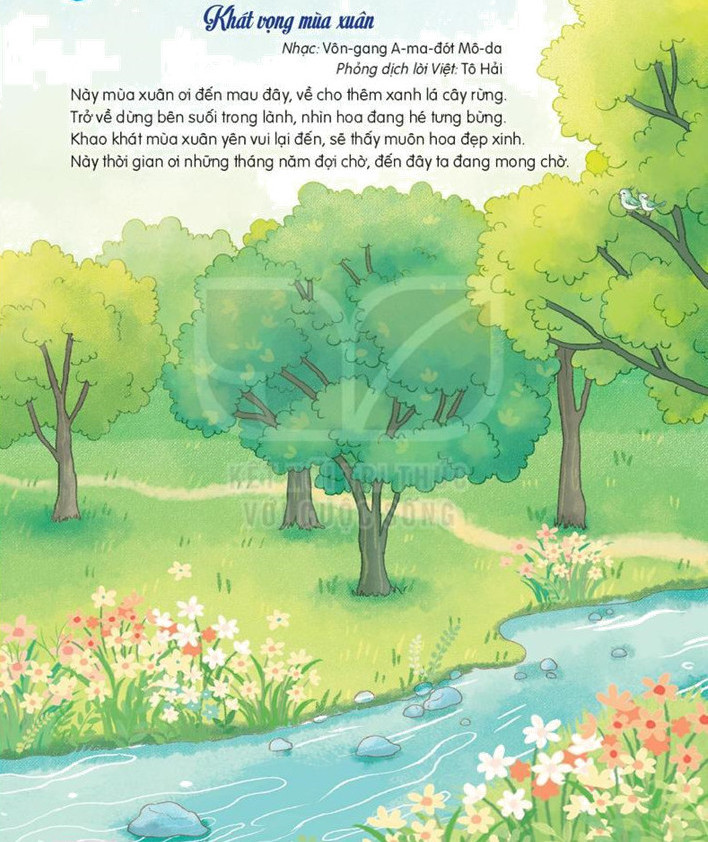 Khát vọng mùa xuân
Nhạc: Vôn-gang A-ma-đót Mô-da
Phỏng dịch lời Việt: Tô Hải
Này mùa xuân ơi đến mau đây, về cho thêm xanh lá cây rừng.
Trở về dừng bên suối trong lành, nhìn hoa đang hé tưng bừng.
Khao khát mùa xuân yên vui lại đến, sẽ thấy muôn hoa đẹp xinh.
Này thời gian ơi những tháng năm đợi chờ, đến đây ta đang mong chờ.
KẾT NỐI TRI THỨC
VỚI CUỘC SỐNG